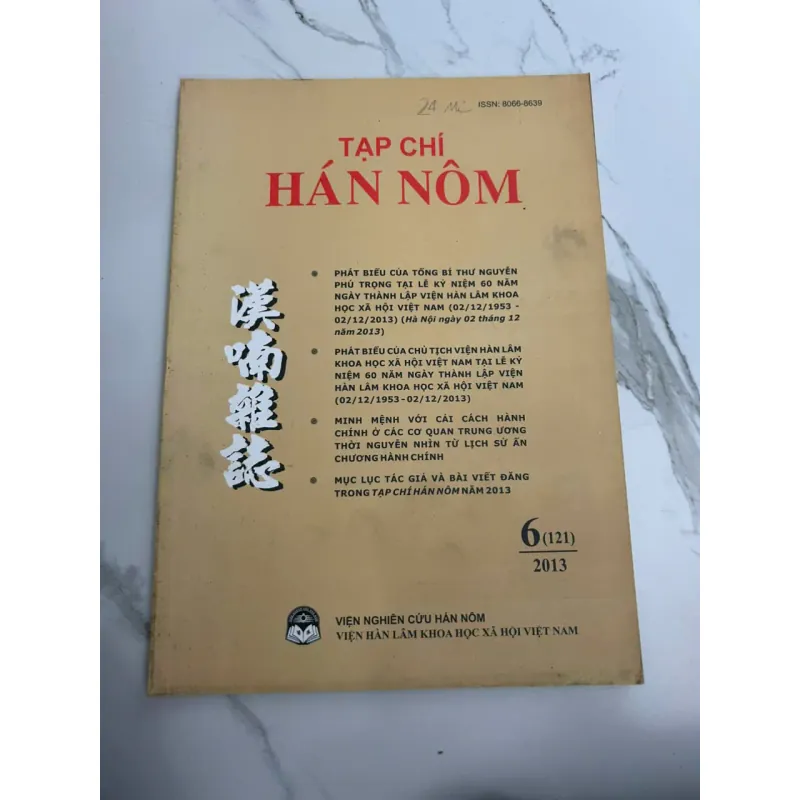 ISSN: 8066-8639
TẠP CHÍ
HÁN NÔM
漢喃雜誌
PHÁT BIỂU CỦA TỔNG BÍ THƯ NGUYỄN
PHÚ TRỌNG TẠI LỄ KỶ NIỆM 60 NĂM
NGÀY THÀNH LẬP VIỆN HÀN LÂM KHOA
HỌC XÃ HỘI VIỆT NAM (02/12/1953 -
02/12/2013) (Hà Nội ngày 02 tháng 12
năm 2013)
PHÁT BIỂU CỦA CHỦ TỊCH VIỆN HÀN LÂM
KHOA HỌC XÃ HỘI VIỆT NAM TẠI LỄ KỶ
NIỆM 60 NĂM NGÀY THÀNH LẬP VIỆN
HÀN LÂM KHOA HỌC XÃ HỘI VIỆT NAM
(02/12/1953-02/12/2013)
MINH MỆNH VỚI CẢI CÁCH HÀNH
CHÍNH Ở CÁC CƠ QUAN TRUNG ƯƠNG
THỜI NGUYỄN NHÌN TỪ LỊCH SỬ ẤN
CHƯƠNG HÀNH CHÍNH
MỤC LỤC TÁC GIẢ VÀ BÀI VIẾT ĐĂNG
TRONG TẠP CHÍ HÁN NÔM NĂM 2013
6 (121)
2013
VIỆN NGHIÊN CỨU HÁN NÔM
VIỆN HÀN LÂM KHOA HỌC XÃ HỘI VIỆT NAM